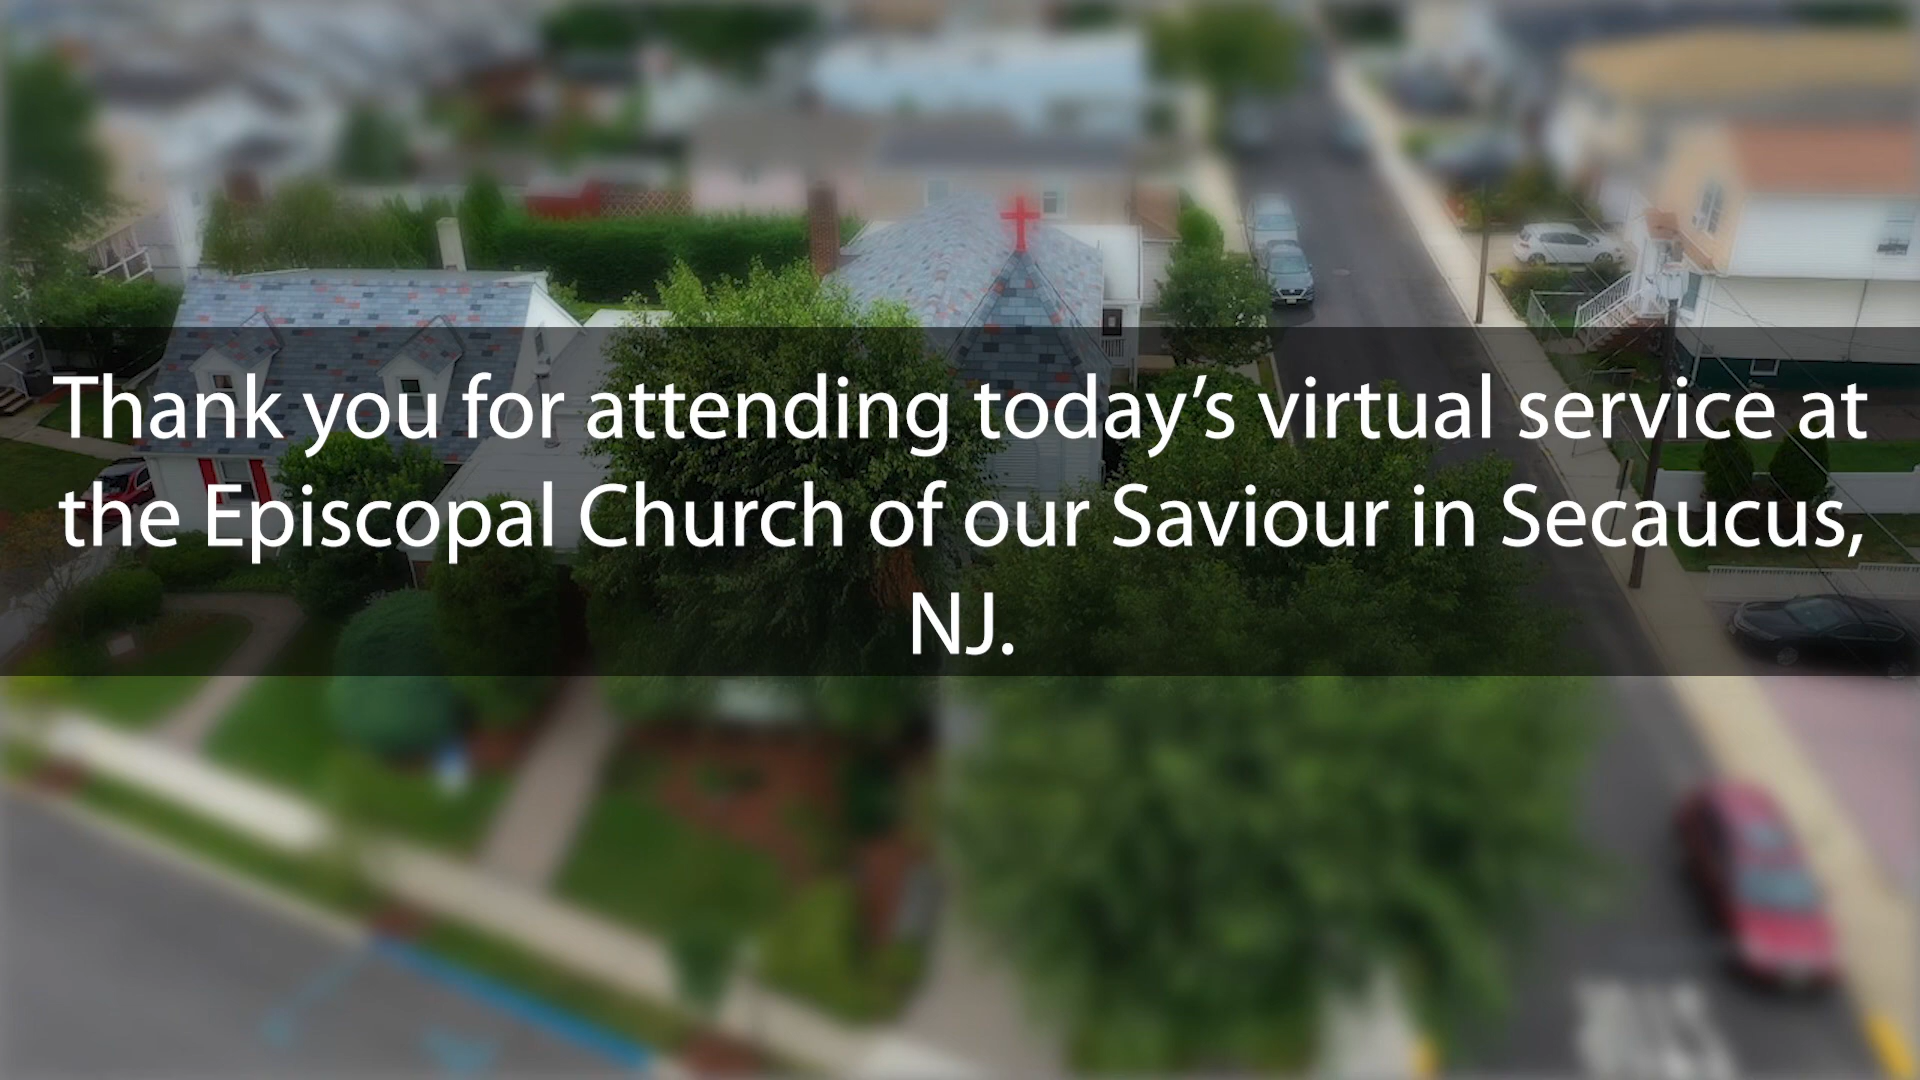 Thank you for attending today’s virtual service at
the Episcopal Church of our Saviour in Secaucus,
NJ.